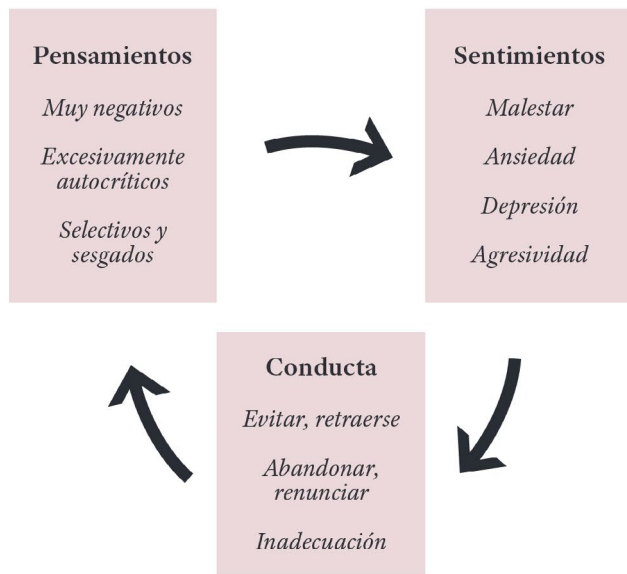 Pensamientos
Muy negativos
Excesivamente
autocríticos
Selectivos y
sesgados
Sentimientos
Malestar
Ansiedad
Depresión
Agresividad
Conducta
Evitar, retraerse
Abandonar,
renunciar
Inadecuación